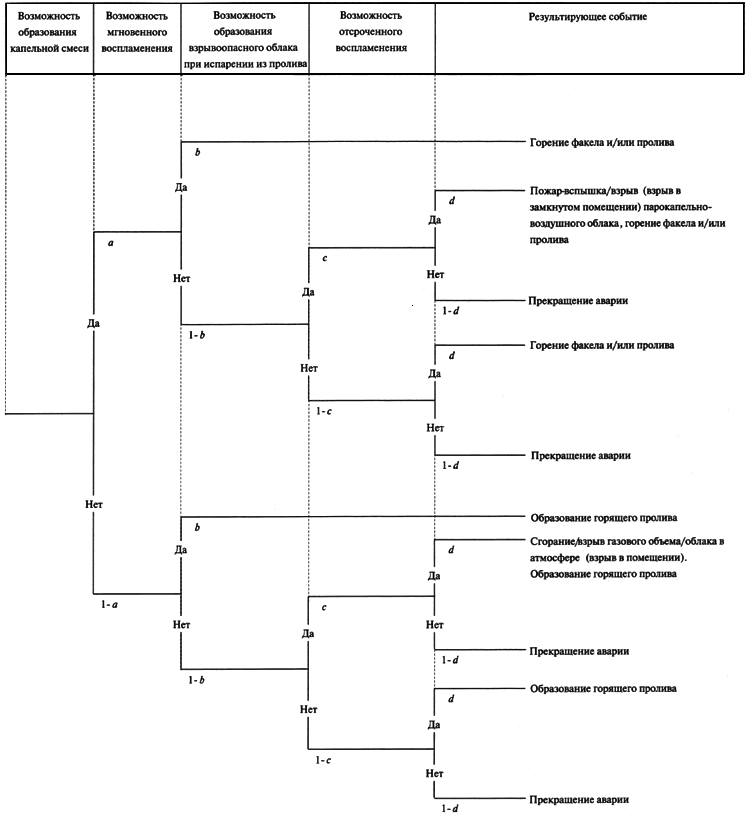 Возможность
образования
капельной смеси
Возможность
мгновенного
воспламенения
Возможность
образования
взрывоопасного облака
при испарении из пролива
Возможность
отсроченного
воспламенения
Результирующее событие
b
Горение факела и/или пролива
Да
d
Пожар-вспышка/взрыв (взрыв в
замкнутом помещении) парокапельно-
воздушного облака, горение факела и/или
пролива
Да
a
c
Нет
Нет
Да
Прекращение аварии
1-d
Да
1-b
Горение факела и/или пролива
d
Нет
Да
1-c
Нет
Прекращение аварии
1-d
Нет
b
Образование горящего пролива
Да
d
Сгорание/взрыв газового объема/облака в
атмосфере (взрыв в помещении).
Образование горящего пролива
Да
1-a
c
Нет
Да
Нет
Прекращение аварии
1-d
1-b
Образование горящего пролива
d
Нет
Да
1-c
Нет
Прекращение аварии
1-d